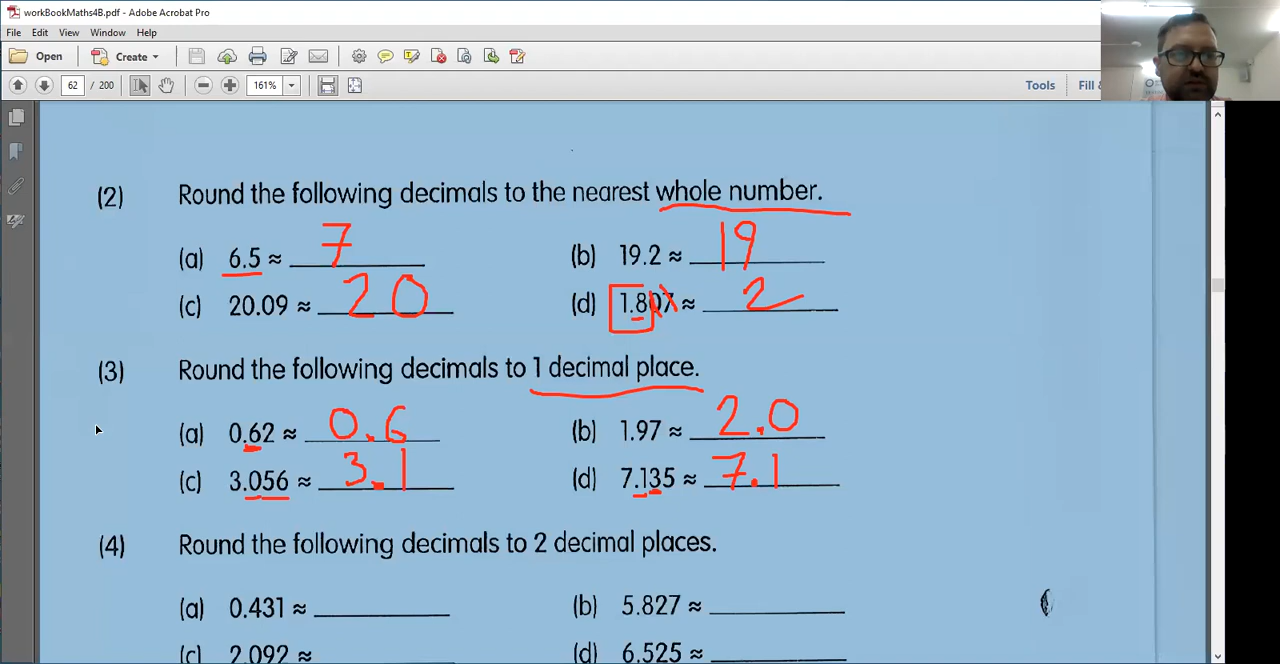 workBookMaths4B.pdf - Adobe Acrobat Pro
File Edit View Window Help
Open Create
62 / 200 161% Tools Fill &
(2) Round the following decimals to the nearest whole number.
(a) 6.5 ≈ 7 (b) 19.2 ≈ 19
(c) 20.09 ≈ 20 (d) 1.807 ≈ 2
(3) Round the following decimals to 1 decimal place.
(a) 0.62 ≈ 0.6 (b) 1.97 ≈ 2.0
(c) 3.056 ≈ 3.1 (d) 7.135 ≈ 7.1
(4) Round the following decimals to 2 decimal places.
(a) 0.431 ≈ (b) 5.827 ≈
(c) 2.092 ≈ (d) 6.525 ≈